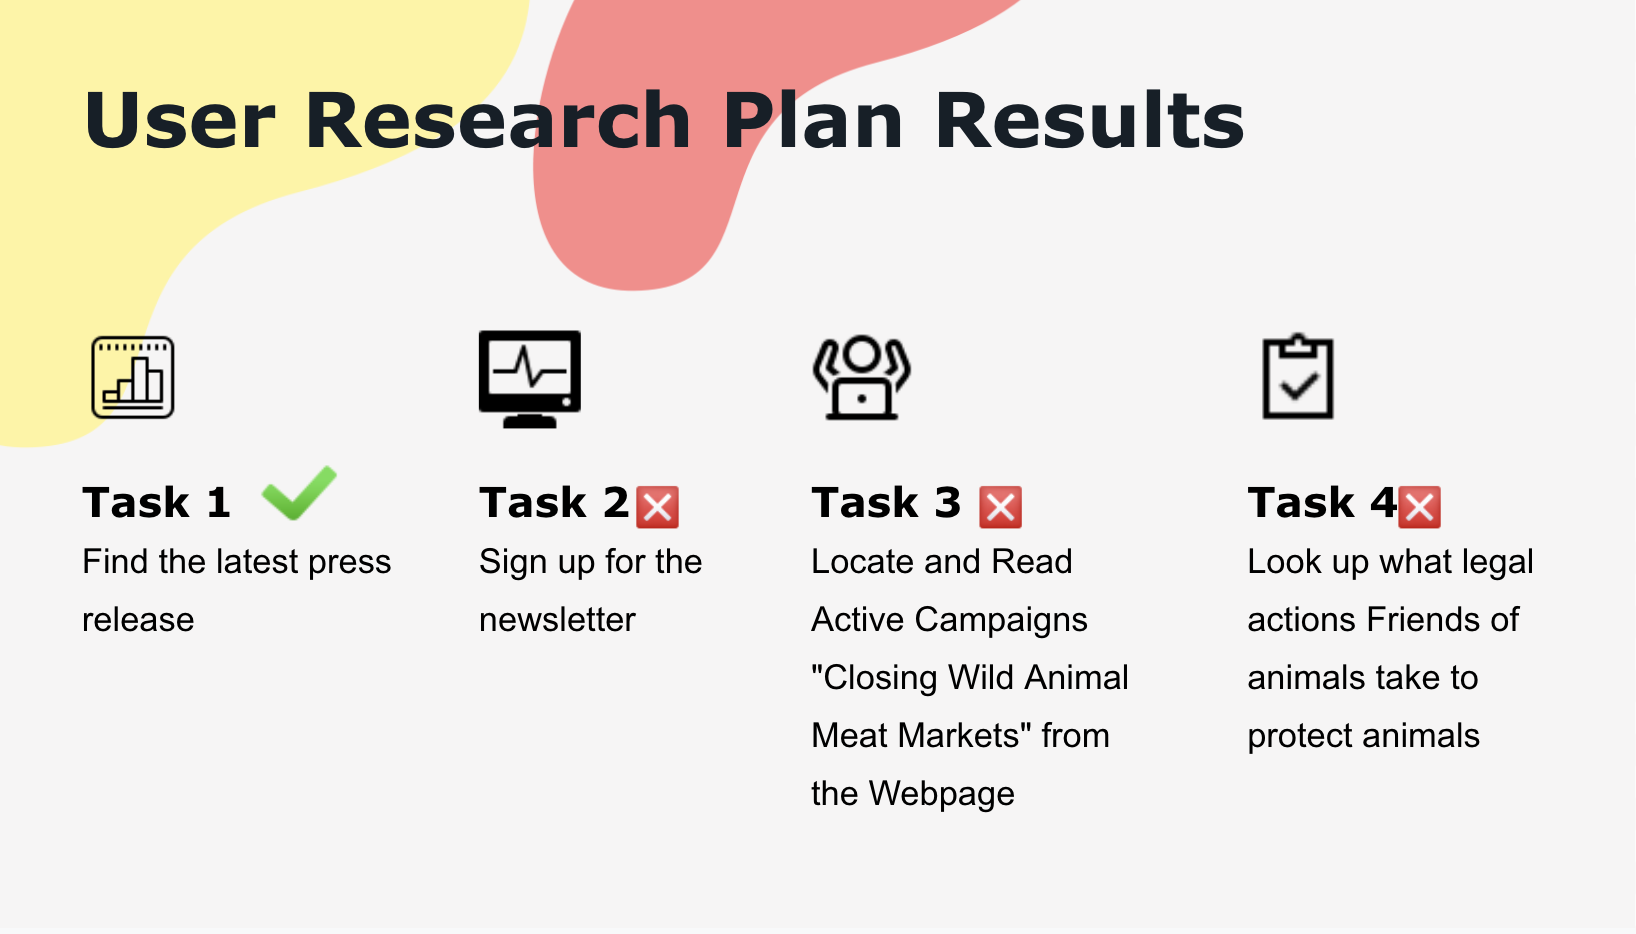 User Research Plan Results
Task 1
Find the latest press
release
Task 2
Sign up for the
newsletter
Task 3
Locate and Read
Active Campaigns
"Closing Wild Animal
Meat Markets" from
the Webpage
Task 4
Look up what legal
actions Friends of
animals take to
protect animals